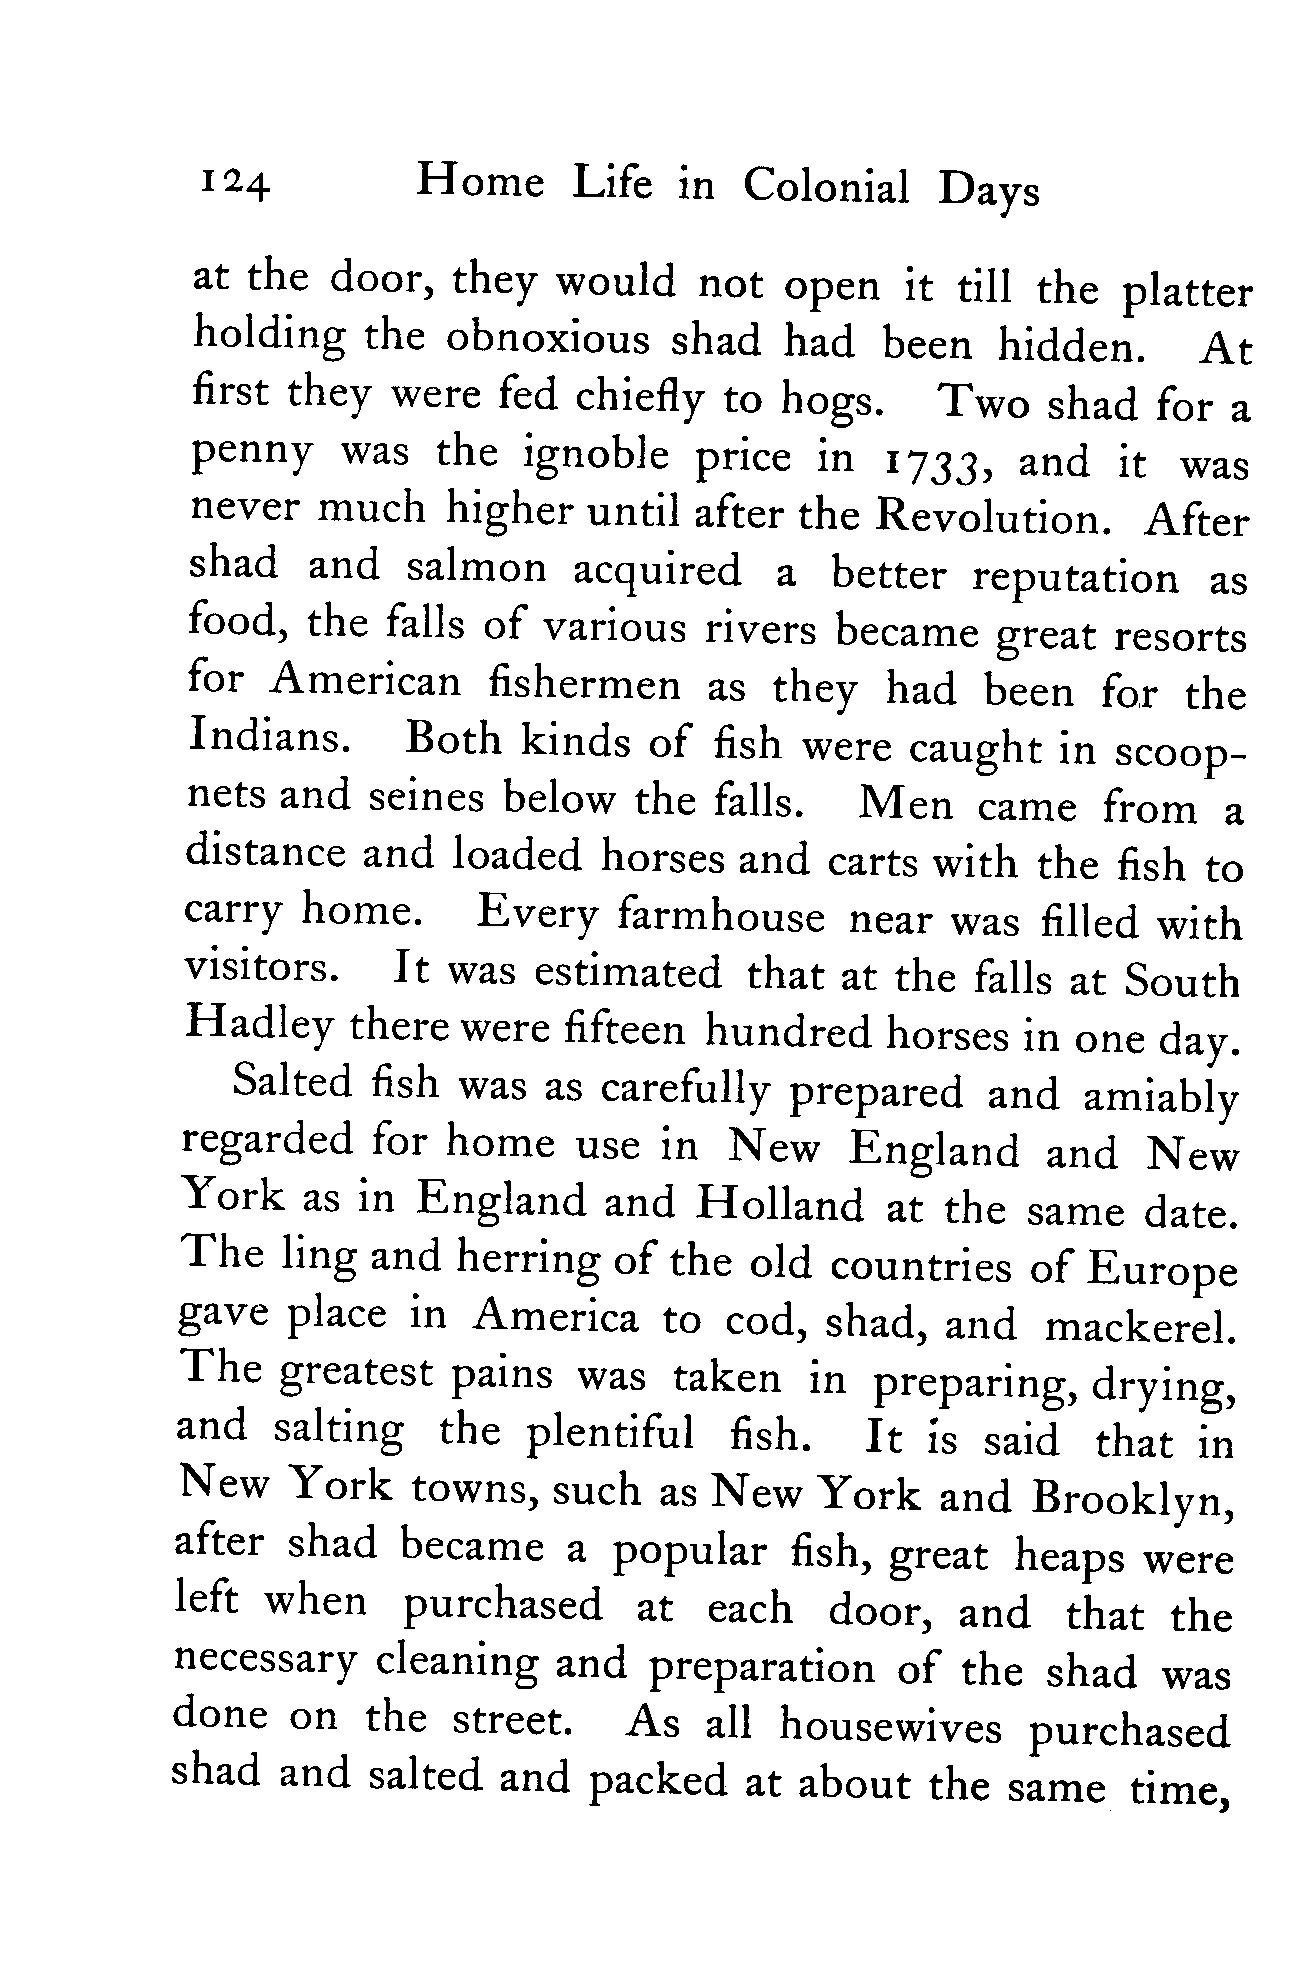 124 Home Life in Colonial Days
at the door, they would not open it till the platter
holding the obnoxious shad had been hidden. At
first they were fed chiefly to hogs. Two shad for a
penny was the ignoble price in 1733, and it was
never much higher until after the Revolution. After
shad and salmon acquired a better reputation as
food, the falls of various rivers became great resorts
for American fishermen as they had been for the
Indians. Both kinds of fish were caught in scoop-
nets and seines below the falls. Men came from a
distance and loaded horses and carts with the fish to
carry home. Every farmhouse near was filled with
visitors. It was estimated that at the falls at South
Hadley there were fifteen hundred horses in one day.
Salted fish was as carefully prepared and amiably
regarded for home use in New England and New
York as in England and Holland at the same date.
The ling and herring of the old countries of Europe
gave place in America to cod, shad, and mackerel.
The greatest pains was taken in preparing, drying,
and salting the plentiful fish. It is said that in
New York towns, such as New York and Brooklyn,
after shad became a popular fish, great heaps were
left when purchased at each door, and that the
necessary cleaning and preparation of the shad was
done on the street. As all housewives purchased
shad and salted and packed at about the same time,